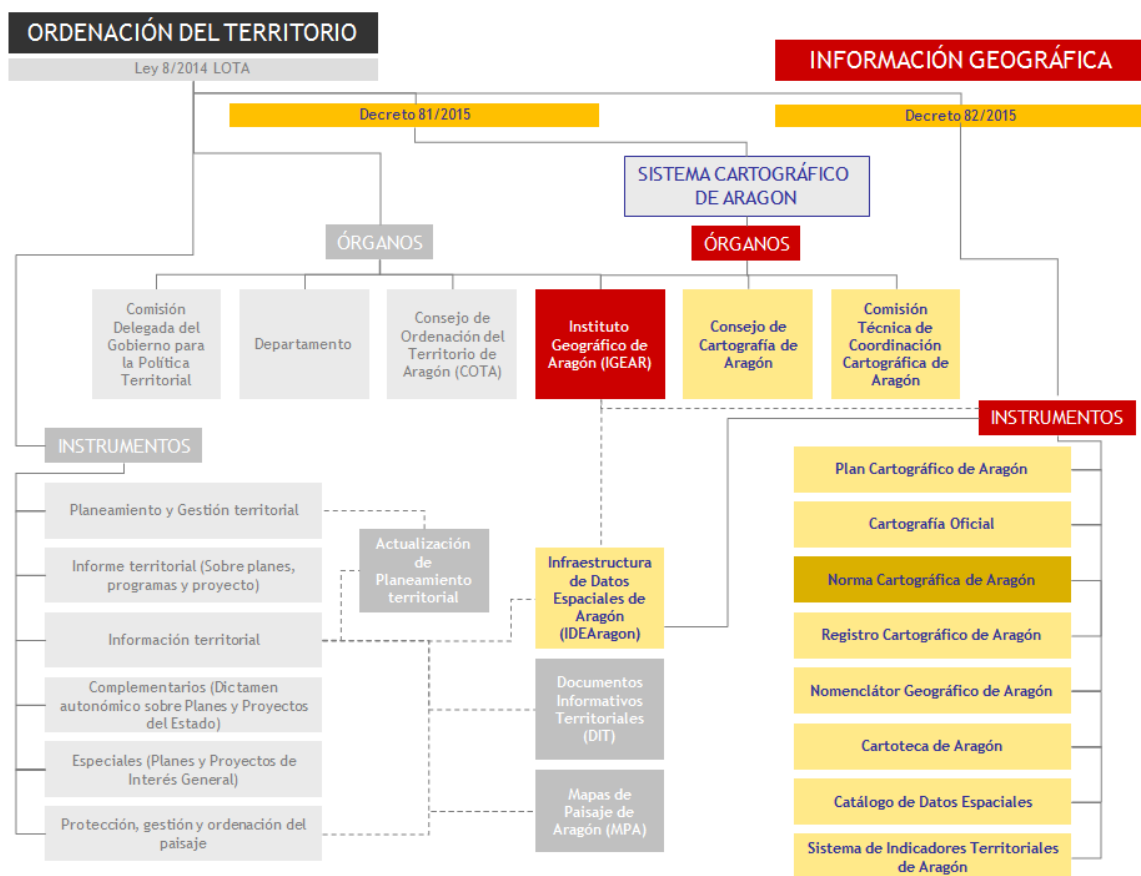 ORDENACIÓN DEL TERRITORIO
Ley 8/2014 LOTA
INFORMACIÓN GEOGRÁFICA
Decreto 81/2015
Decreto 82/2015
SISTEMA CARTOGRÁFICO
DE ARAGON
ÓRGANOS
ÓRGANOS
Comisión
Delegada del
Gobierno para
la Política
Territorial
Departamento
Consejo de
Ordenación del
Territorio de
Aragón (COTA)
Instituto
Geográfico de
Aragón (IGEAR)
Consejo de
Cartografía de
Aragón
Comisión
Técnica de
Coordinación
Cartográfica de
Aragón
INSTRUMENTOS
INSTRUMENTOS
Planeamiento y Gestión territorial
Informe territorial (Sobre planes,
programas y proyecto)
Información territorial
Complementarios (Dictamen
autonómico sobre Planes y Proyectos
del Estado)
Especiales (Planes y Proyectos de
Interés General)
Protección, gestión y ordenación del
paisaje
Actualización
de
Planeamiento
territorial
Infraestructura
de Datos
Espaciales de
Aragón
(IDEAragon)
Documentos
Informativos
Territoriales
(DIT)
Mapas de
Paisaje de
Aragón (MPA)
Plan Cartográfico de Aragón
Cartografía Oficial
Norma Cartográfica de Aragón
Registro Cartográfico de Aragón
Nomenclátor Geográfico de Aragón
Cartoteca de Aragón
Catálogo de Datos Espaciales
Sistema de Indicadores Territoriales
de Aragón